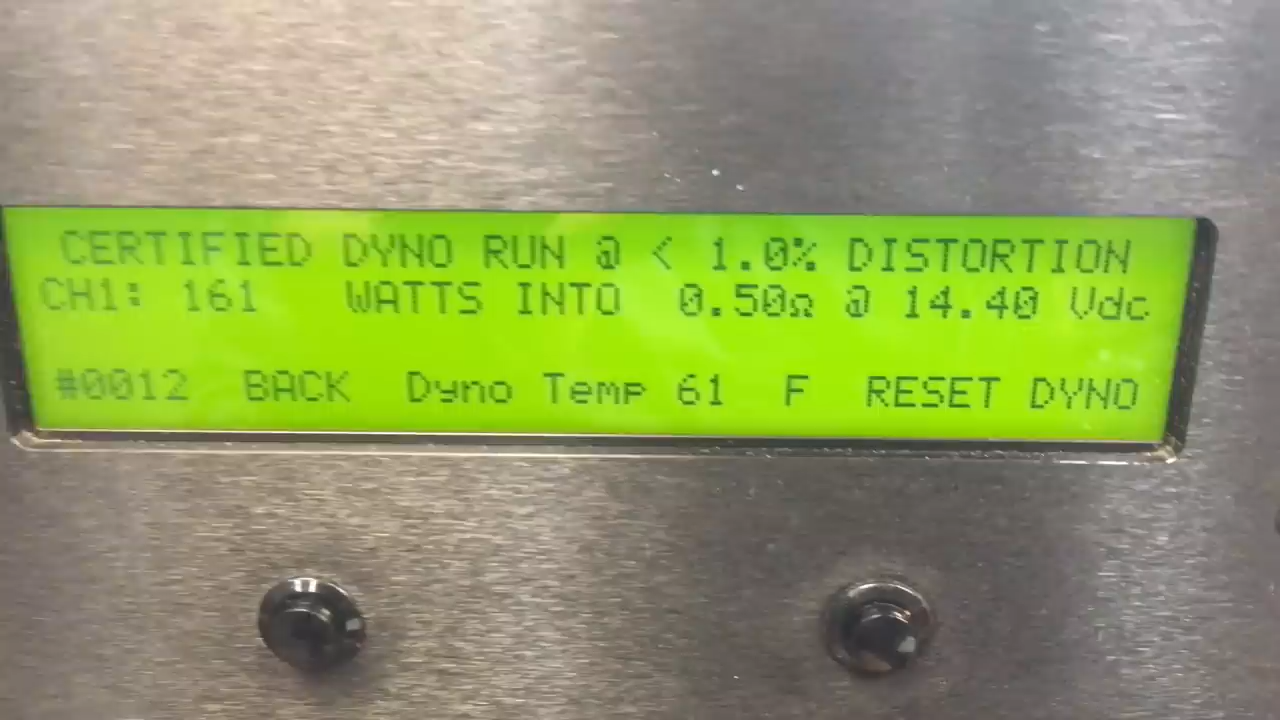 CERTIFIED DYNO RUN @ < 1.0% DISTORTION
CH1: 161 WATTS INTO 0.50Ω @ 14.40 Vdc
#0012 BACK Dyno Temp 61 F RESET DYNO